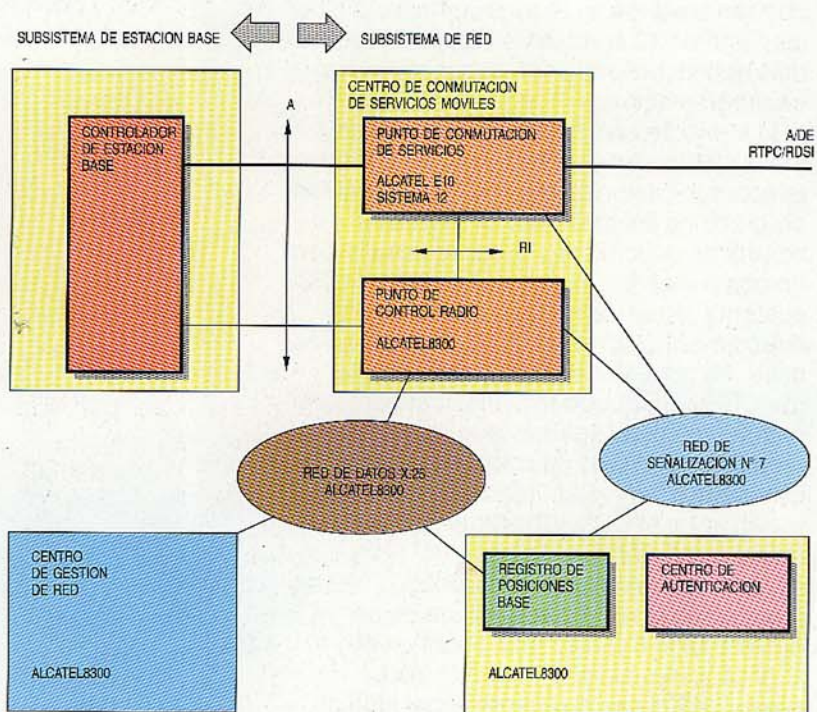 SUBSISTEMA DE ESTACION BASE
SUBSISTEMA DE RED
CONTROLADOR
DE ESTACION
BASE
A
CENTRO DE CONMUTACION
DE SERVICIOS MOVILES
PUNTO DE CONMUTACION
DE SERVICIOS
ALCATEL E10
SISTEMA 12
A/DE
RTPC/RDSI
RI
PUNTO DE
CONTROL RADIO
ALCATEL8300
RED DE DATOS X.25
ALCATEL8300
RED DE
SEÑALIZACION N° 7
ALCATEL8300
CENTRO
DE GESTION
DE RED
ALCATEL8300
REGISTRO DE
POSICIONES
BASE
CENTRO DE
AUTENTICACION
ALCATEL8300